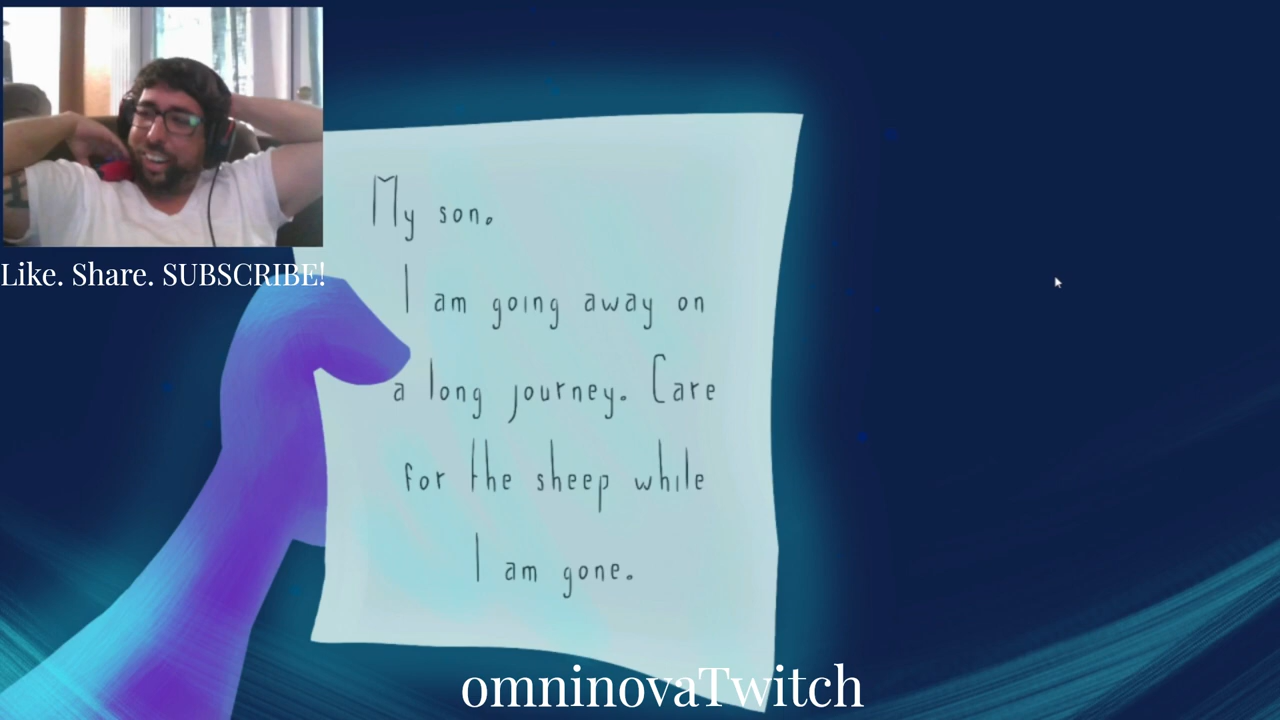 My son.
I am going away on
a long journey. Care
for the sheep while
I am gone.
Like. Share. SUBSCRIBE!
omninovaTwitch